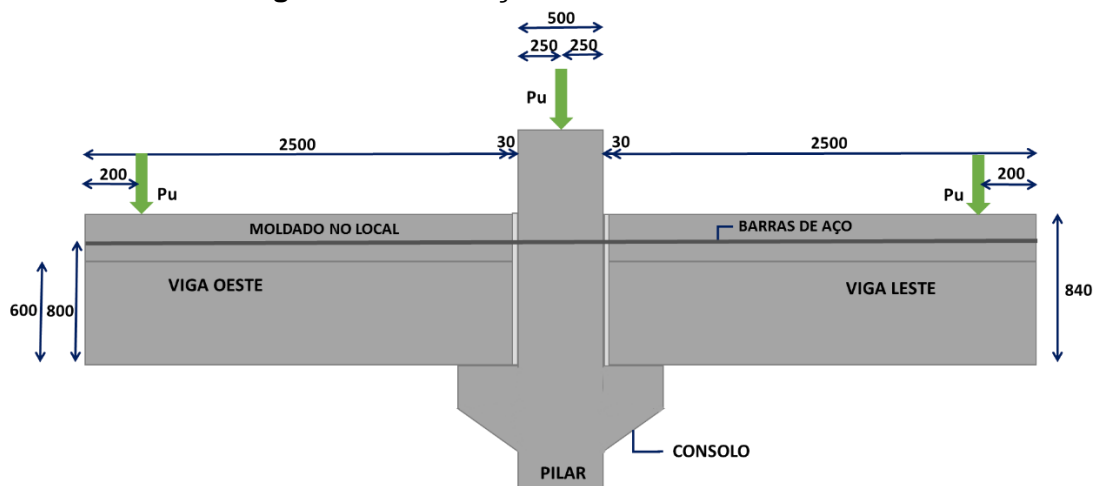 500
250 250
Pu
2500 30 30 2500
200 200
Pu Pu
MOLDADO NO LOCAL BARRAS DE AÇO
VIGA OESTE VIGA LESTE
600 800 840
CONSOLO
PILAR